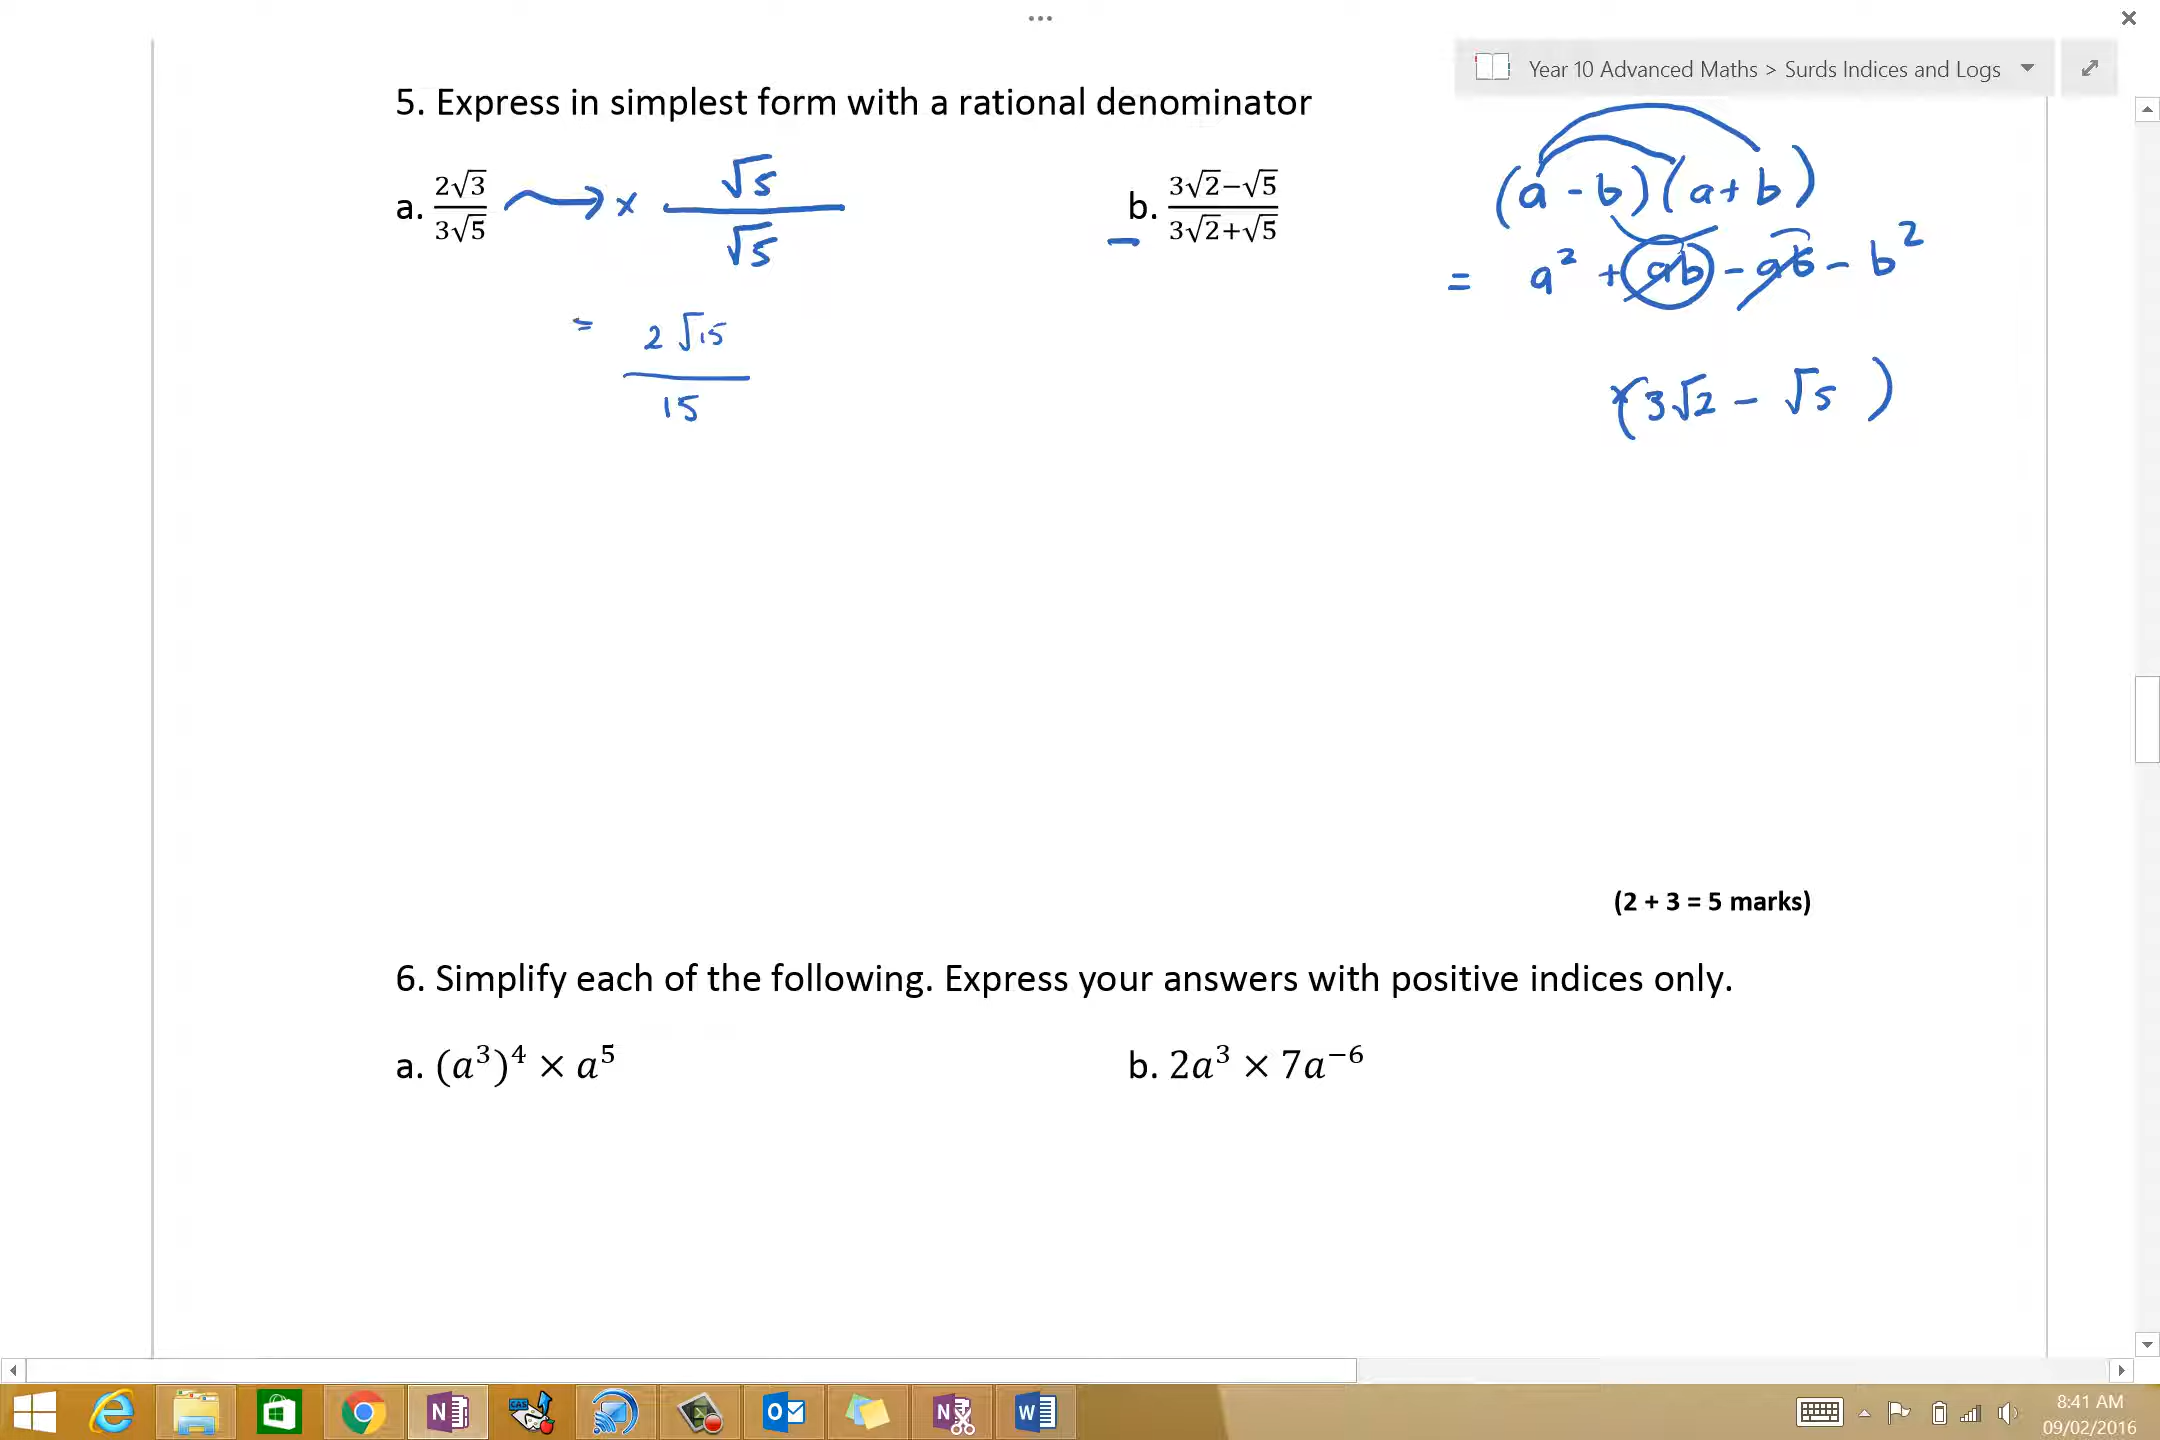 Year 10 Advanced Maths > Surds Indices and Logs
5. Express in simplest form with a rational denominator
a. 2√3/3√5 × √5/√5
= 2√15/15
b. 3√2−√5/3√2+√5
(a - b)(a + b)
= a² + ab - ab - b²
×(3√2 - √5)
(2 + 3 = 5 marks)
6. Simplify each of the following. Express your answers with positive indices only.
a. (a³)⁴ × a⁵
b. 2a³ × 7a⁻⁶
8:41 AM
09/02/2016